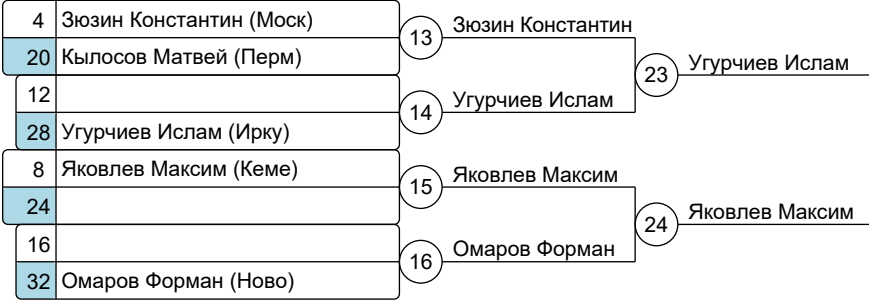 4 Зюзин Константин (Моск)
20 Кылосов Матвей (Перм)
13 Зюзин Константин
12
28 Угурчиев Ислам (Ирку)
14 Угурчиев Ислам
23 Угурчиев Ислам
8 Яковлев Максим (Кеме)
24
15 Яковлев Максим
16
32 Омаров Форман (Ново)
16 Омаров Форман
24 Яковлев Максим